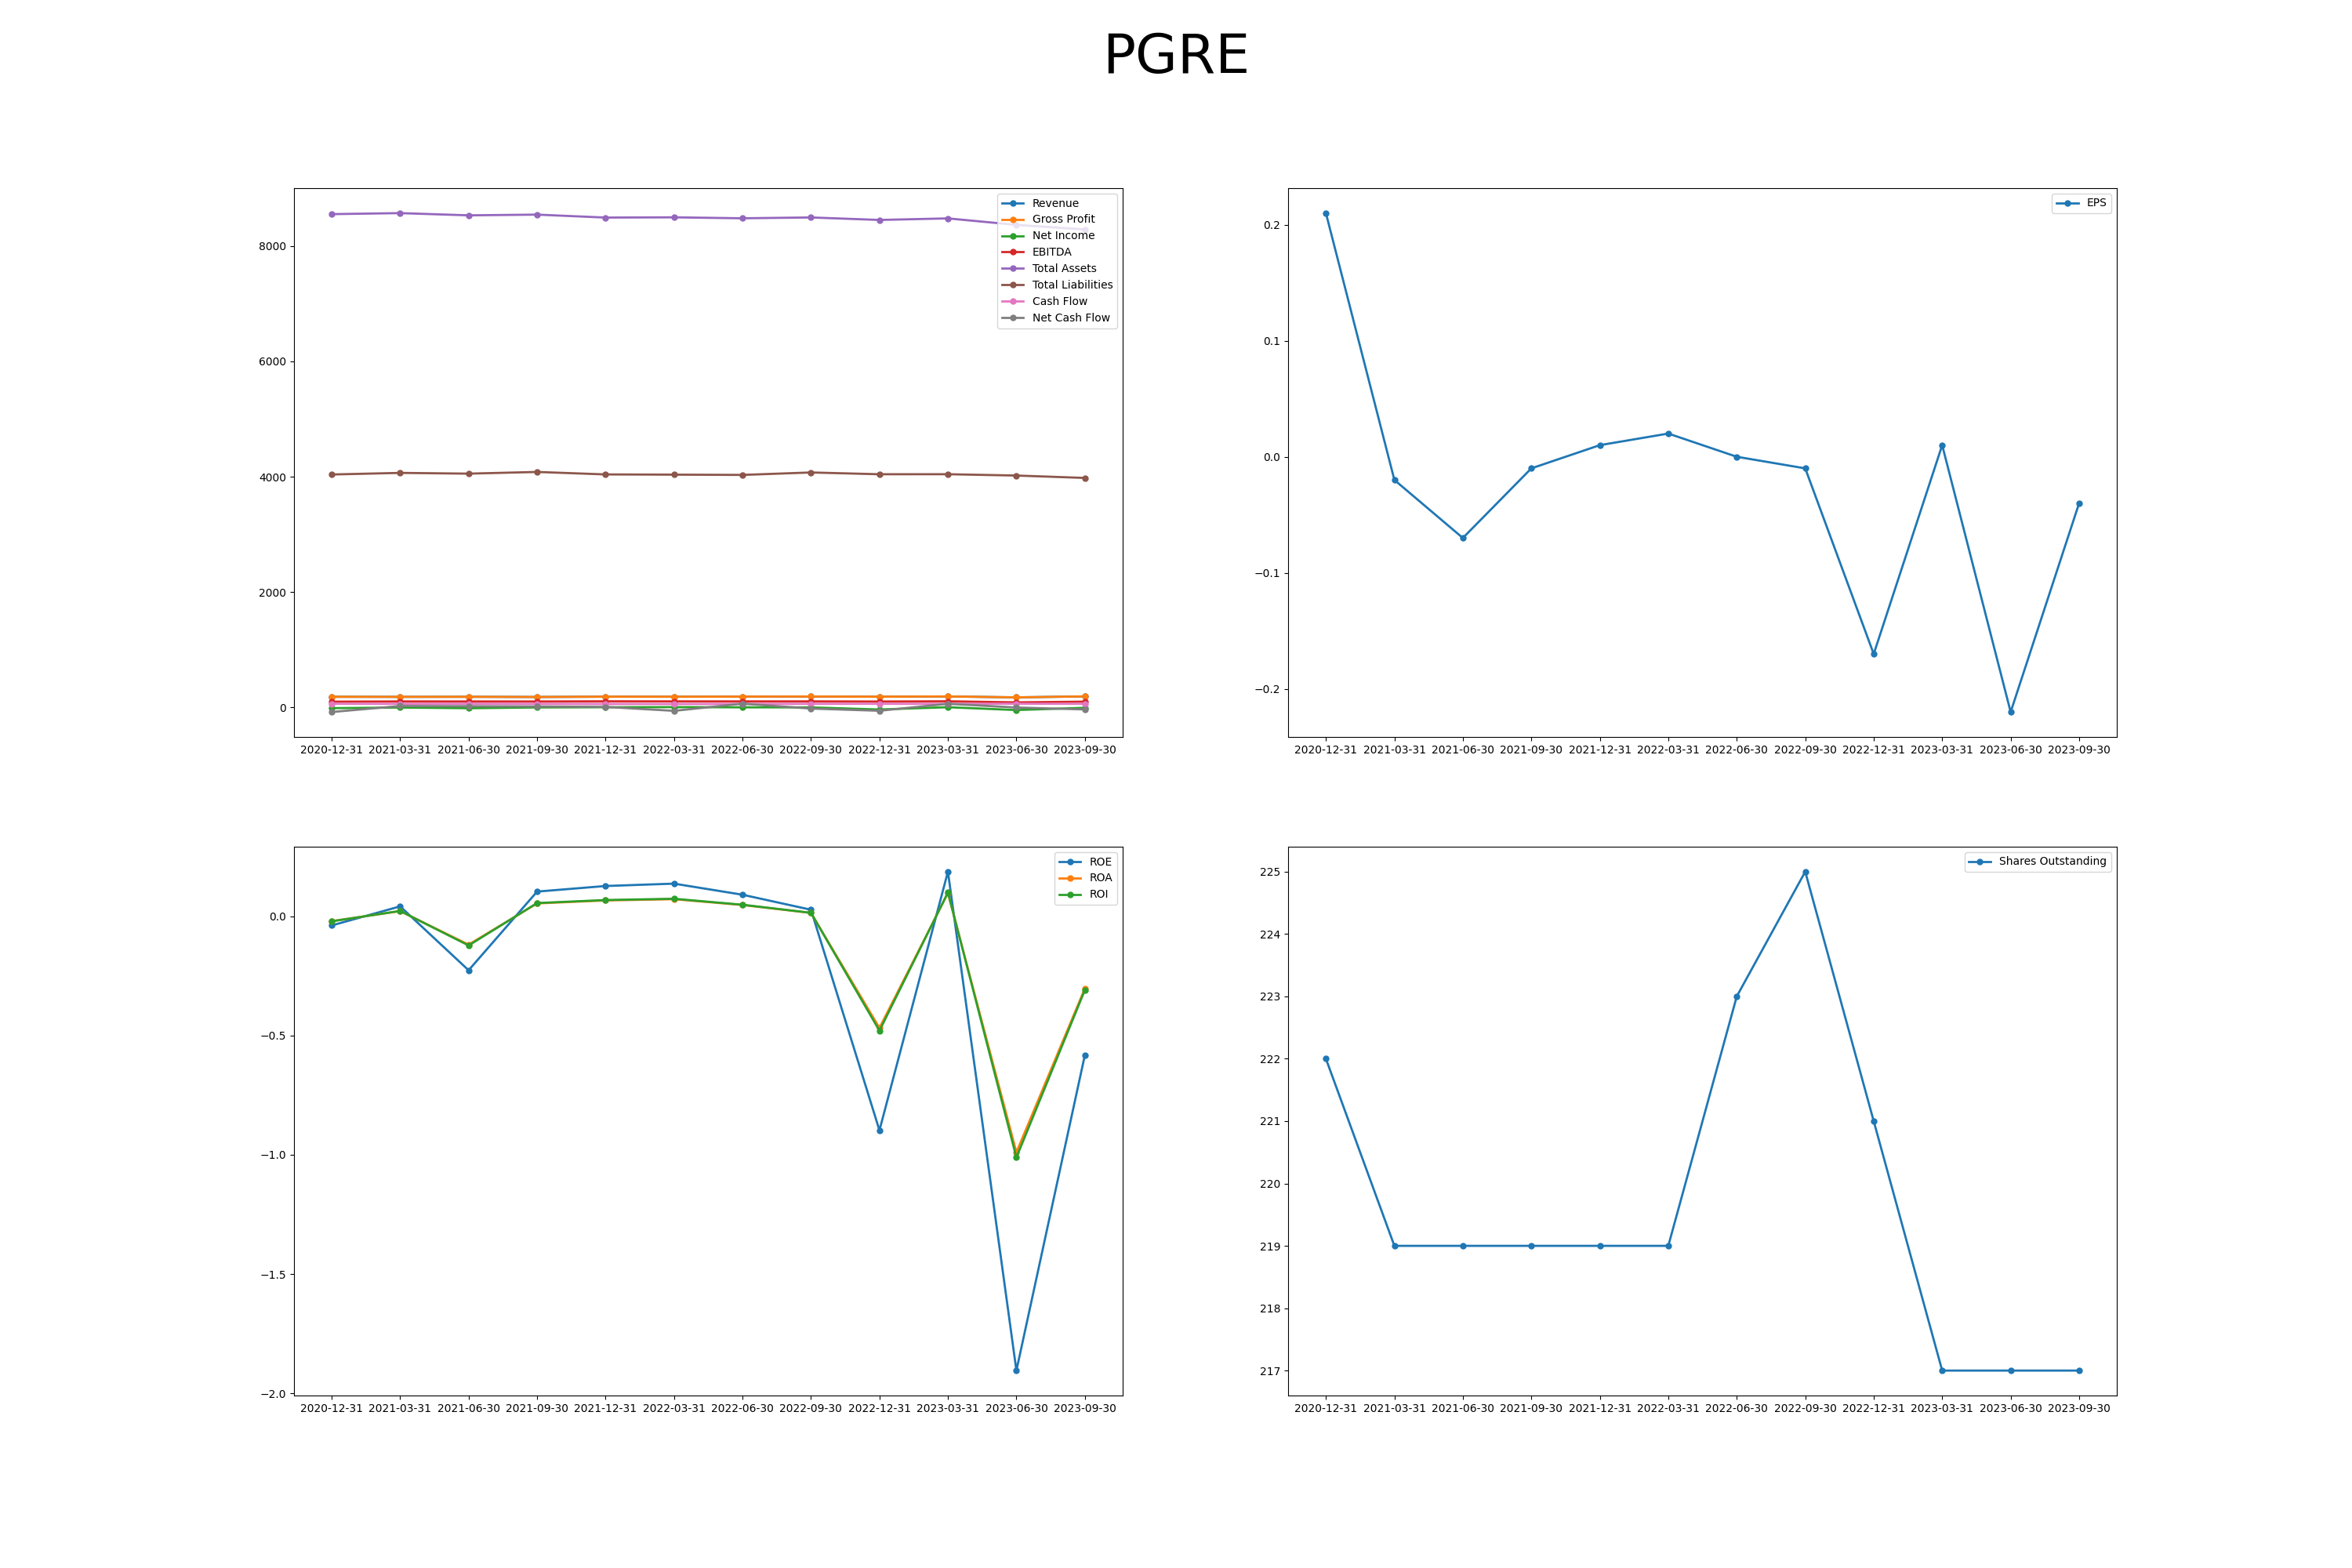 PGRE
8000
6000
4000
2000
0
Revenue
Gross Profit
Net Income
EBITDA
Total Assets
Total Liabilities
Cash Flow
Net Cash Flow
2020-12-31 2021-03-31 2021-06-30 2021-09-30 2021-12-31 2022-03-31 2022-06-30 2022-09-30 2022-12-31 2023-03-31 2023-06-30 2023-09-30
0.2
0.1
0.0
−0.1
−0.2
EPS
2020-12-31 2021-03-31 2021-06-30 2021-09-30 2021-12-31 2022-03-31 2022-06-30 2022-09-30 2022-12-31 2023-03-31 2023-06-30 2023-09-30
0.0
−0.5
−1.0
−1.5
−2.0
ROE
ROA
ROI
2020-12-31 2021-03-31 2021-06-30 2021-09-30 2021-12-31 2022-03-31 2022-06-30 2022-09-30 2022-12-31 2023-03-31 2023-06-30 2023-09-30
225
224
223
222
221
220
219
218
217
Shares Outstanding
2020-12-31 2021-03-31 2021-06-30 2021-09-30 2021-12-31 2022-03-31 2022-06-30 2022-09-30 2022-12-31 2023-03-31 2023-06-30 2023-09-30